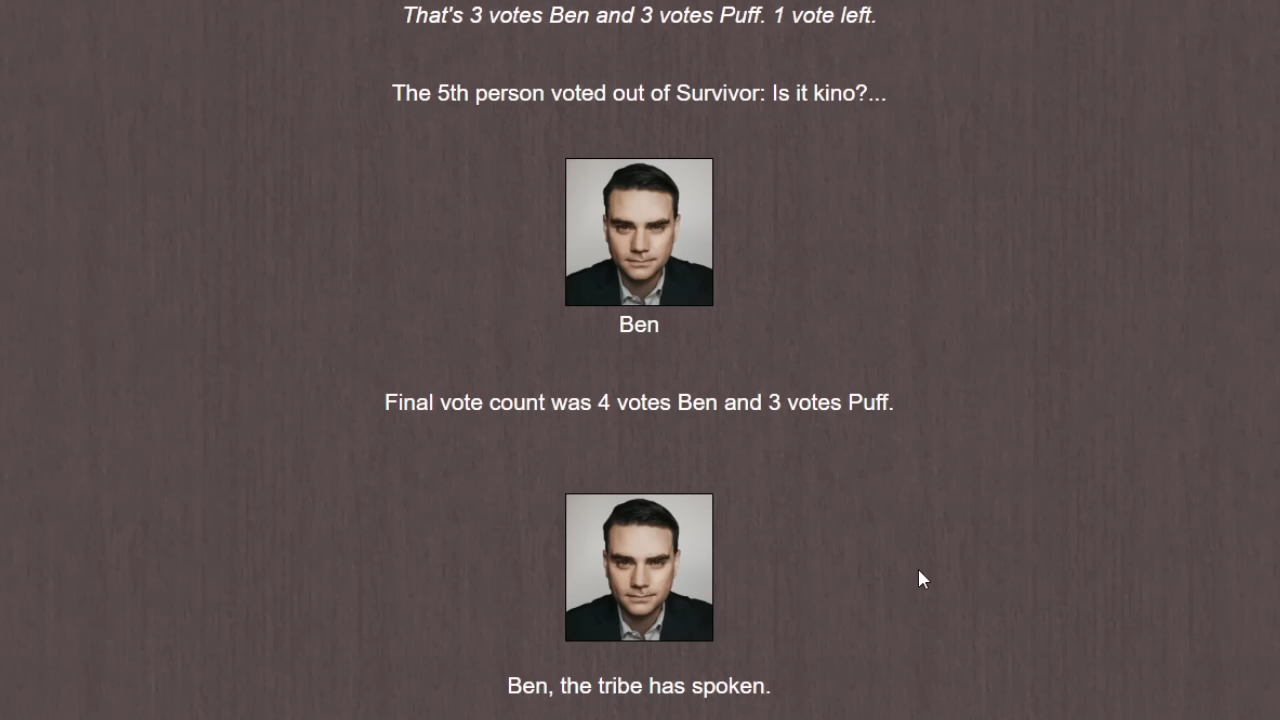 That's 3 votes Ben and 3 votes Puff. 1 vote left.
The 5th person voted out of Survivor: Is it kino?...
Ben
Final vote count was 4 votes Ben and 3 votes Puff.
Ben, the tribe has spoken.